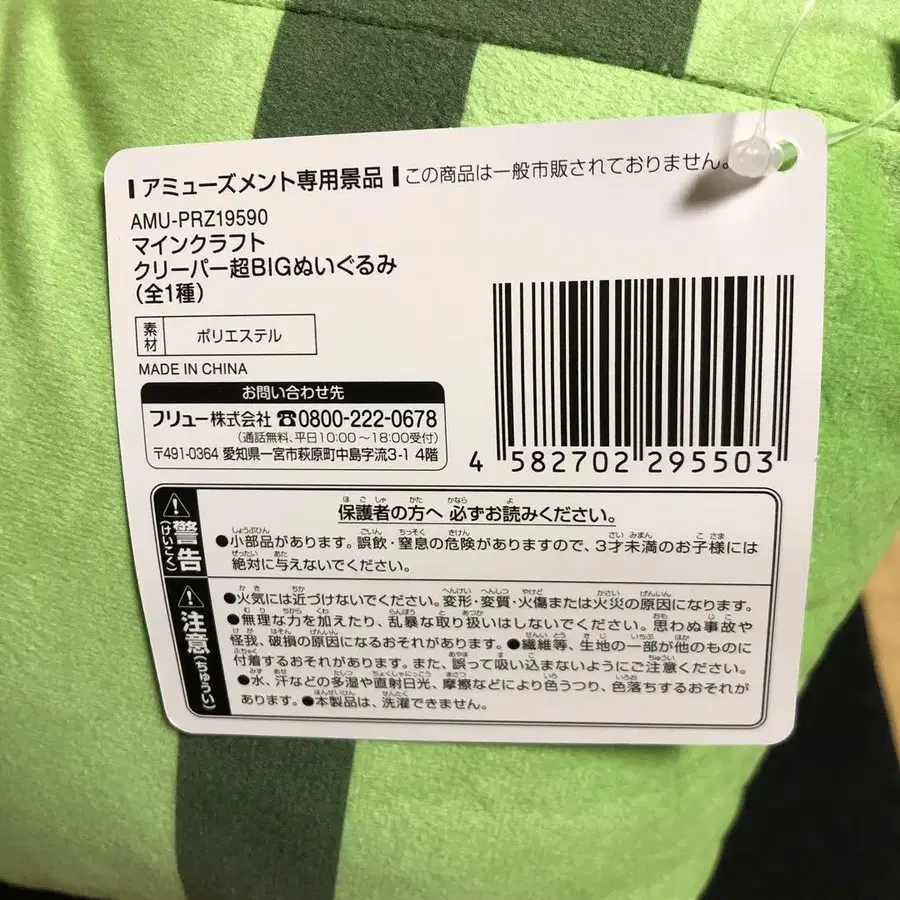 アミューズメント専用景品 この商品は一般市販されておりません。
AMU-PRZ19590
マインクラフト
クリーパー超BIGぬいぐるみ
(全1種)
素材 ポリエステル
MADE IN CHINA
お問い合わせ先
フリュー株式会社 ☎0800-222-0678
(通話無料、平日10:00～18:00受付)
〒491-0364 愛知県一宮市萩原町中島字流3-1 4階
4 582702 295503
警告(けいこく)
保護者の方へ 必ずお読みください。
●小部品があります。誤飲・窒息の危険がありますので、3才未満のお子様には
絶対に与えないでください。
注意(ちゅうい)
●火気には近づけないでください。変形・変質・火傷または火災の原因になります。
●無理な力を加えたり、乱暴な取り扱いはしないでください。思わぬ事故や
怪我、破損の原因になるおそれがあります。●繊維等、生地の一部が他のものに
付着するおそれがあります。また、誤って吸い込まないようにご注意ください。
●水、汗などの多湿や直射日光、摩擦などにより色うつり、色落ちするおそれが
あります。●本製品は、洗濯できません。